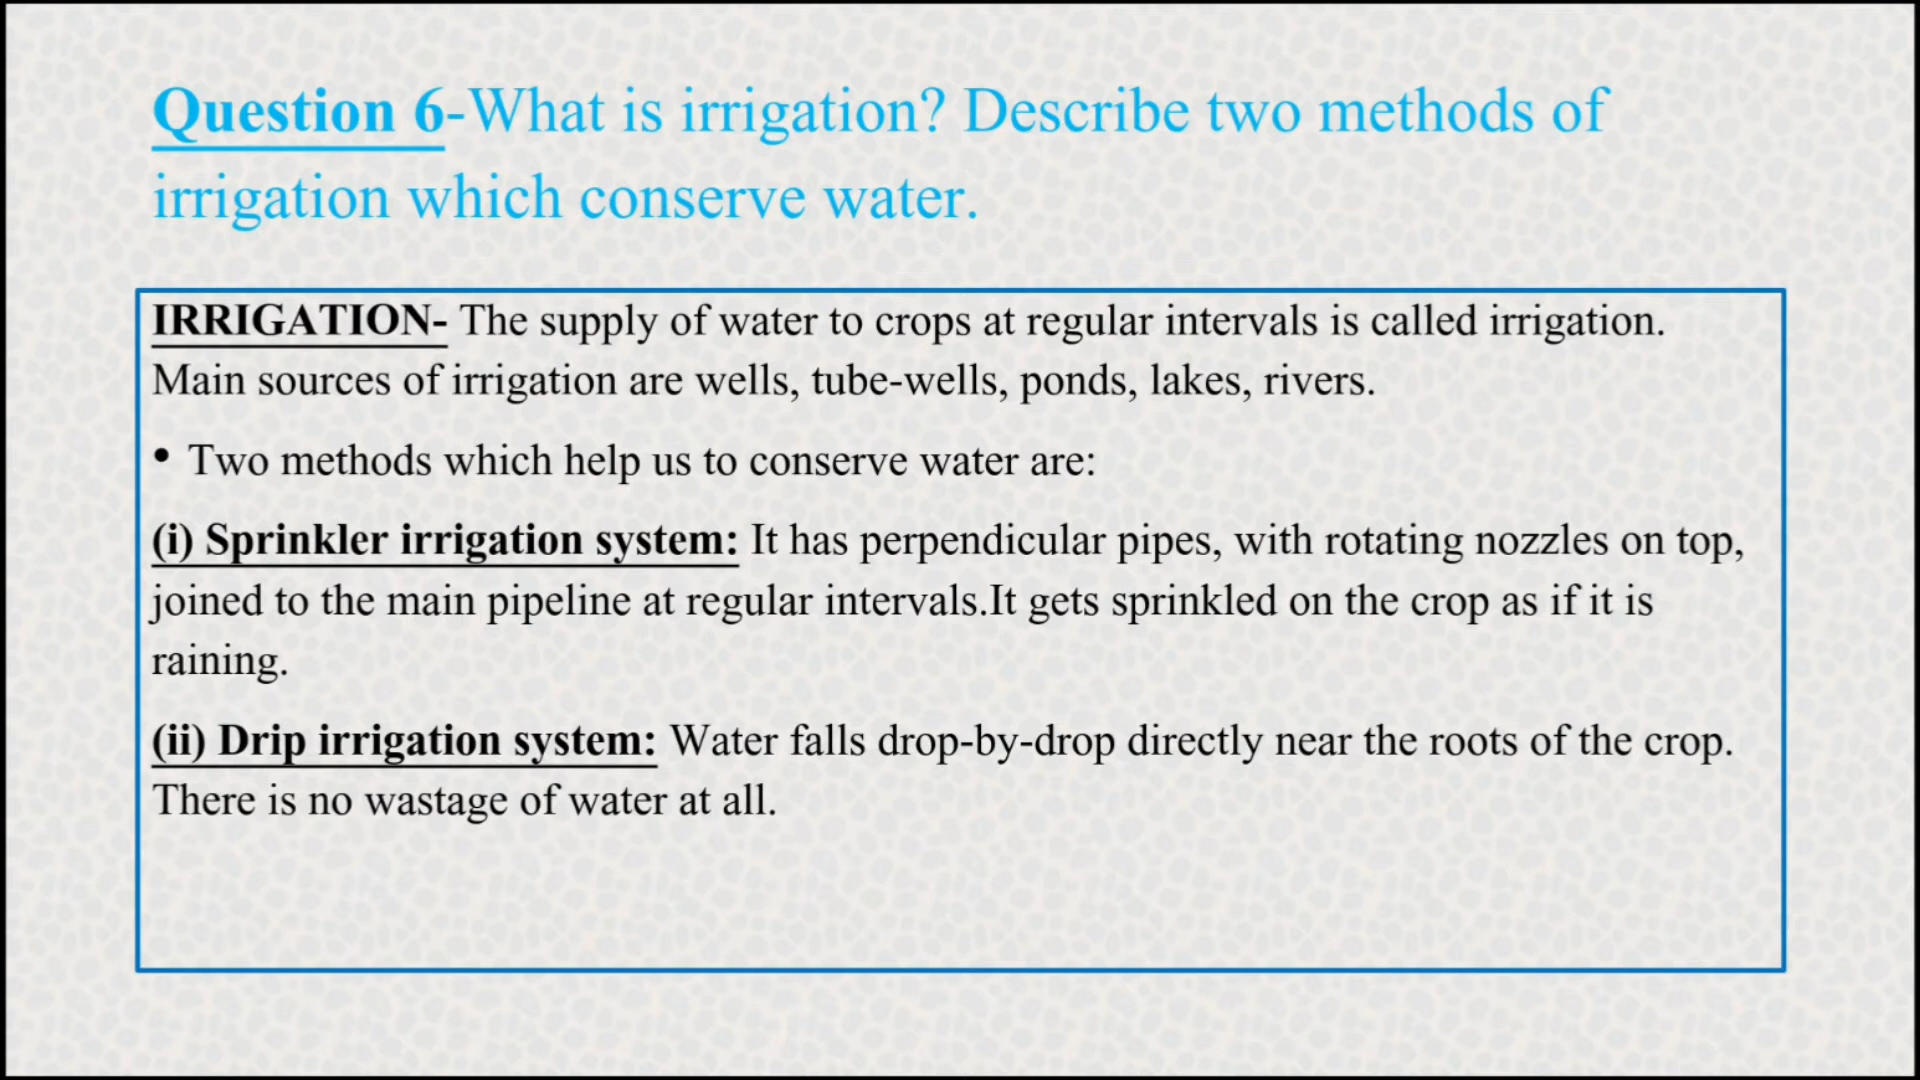 Question 6-What is irrigation? Describe two methods of
irrigation which conserve water.
IRRIGATION- The supply of water to crops at regular intervals is called irrigation.
Main sources of irrigation are wells, tube-wells, ponds, lakes, rivers.
• Two methods which help us to conserve water are:
(i) Sprinkler irrigation system: It has perpendicular pipes, with rotating nozzles on top,
joined to the main pipeline at regular intervals.It gets sprinkled on the crop as if it is
raining.
(ii) Drip irrigation system: Water falls drop-by-drop directly near the roots of the crop.
There is no wastage of water at all.